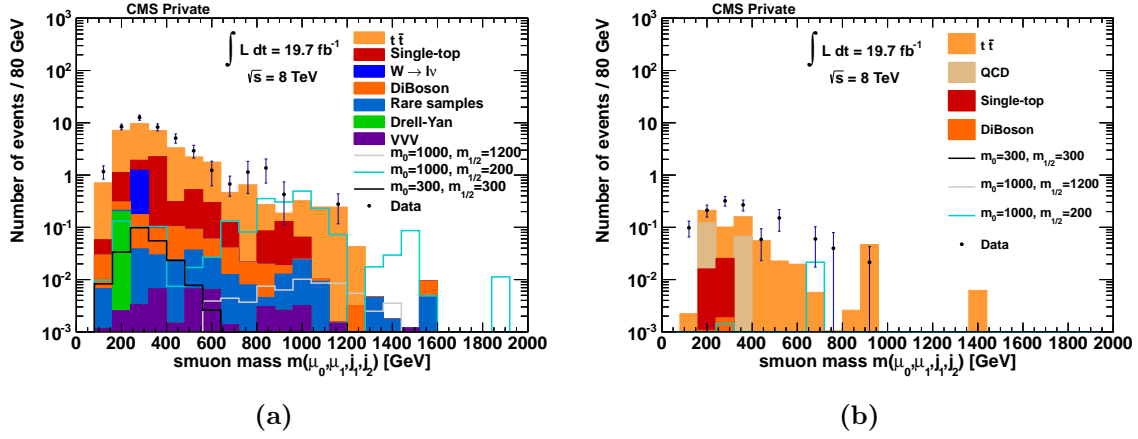 CMS Private
Number of events / 80 GeV
10³
10²
10
1
10⁻¹
10⁻²
10⁻³
∫ L dt = 19.7 fb⁻¹
√s = 8 TeV
t t̄
Single-top
W → lν
DiBoson
Rare samples
Drell-Yan
VVV
m₀=1000, m₁/₂=1200
m₀=1000, m₁/₂=200
m₀=300, m₁/₂=300
Data
0 200 400 600 800 1000 1200 1400 1600 1800 2000
smuon mass m(μ₀,μ₁,j₁,j₂) [GeV]
(a)
CMS Private
Number of events / 80 GeV
10³
10²
10
1
10⁻¹
10⁻²
10⁻³
∫ L dt = 19.7 fb⁻¹
√s = 8 TeV
t t̄
QCD
Single-top
DiBoson
m₀=300, m₁/₂=300
m₀=1000, m₁/₂=1200
m₀=1000, m₁/₂=200
Data
0 200 400 600 800 1000 1200 1400 1600 1800 2000
smuon mass m(μ₀,μ₁,j₁,j₂) [GeV]
(b)